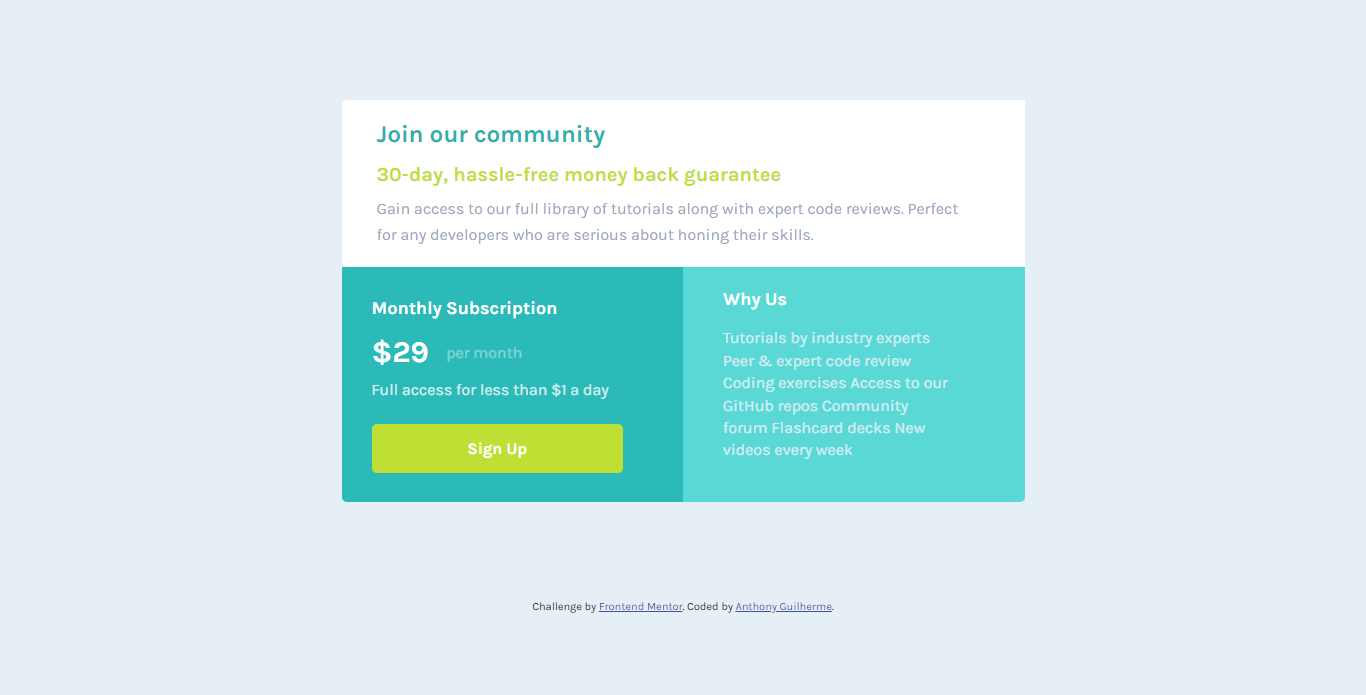 Join our community
30-day, hassle-free money back guarantee
Gain access to our full library of tutorials along with expert code reviews. Perfect
for any developers who are serious about honing their skills.
Monthly Subscription
$29 per month
Full access for less than $1 a day
Sign Up
Why Us
Tutorials by industry experts
Peer & expert code review
Coding exercises Access to our
GitHub repos Community
forum Flashcard decks New
videos every week
Challenge by Frontend Mentor. Coded by Anthony Guilherme.